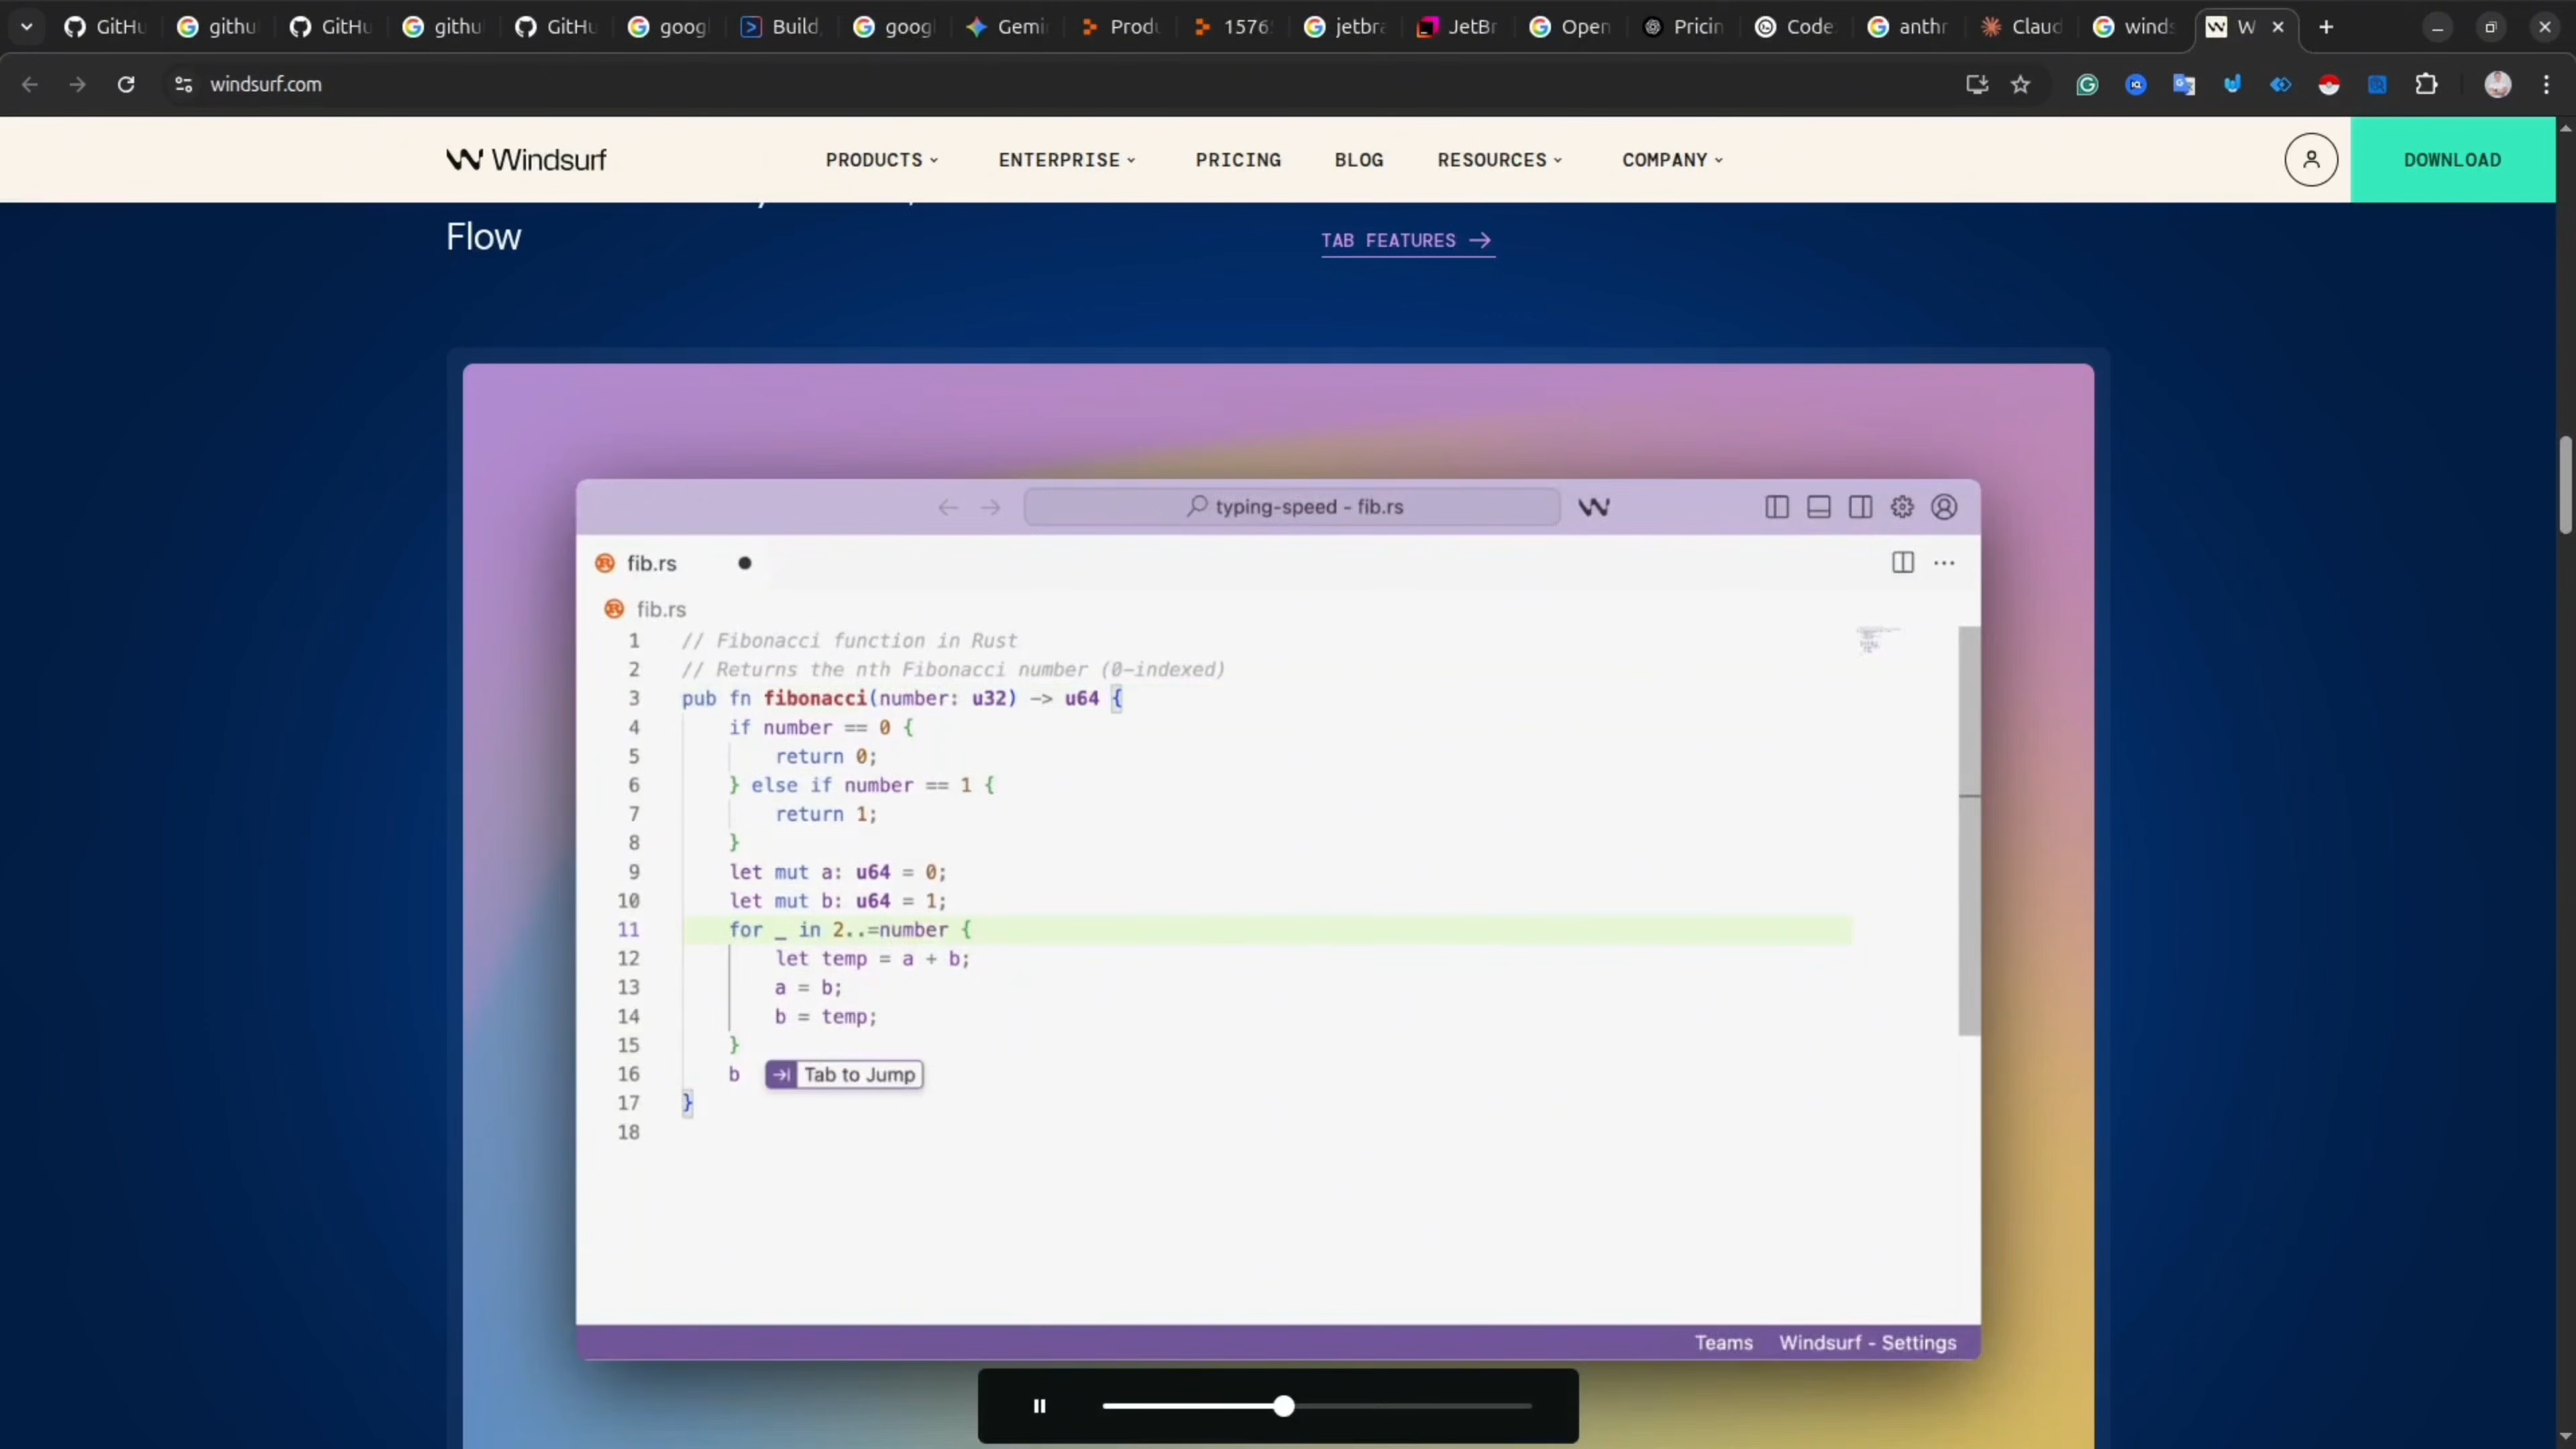 GitHu
githu
GitHu
githu
GitHu
goog
Build,
goog
Gemi
Produ
1576
jetbra
JetBr
Open
Pricin
Code
anthr
Claud
winds
W
windsurf.com
Windsurf
PRODUCTS
ENTERPRISE
PRICING
BLOG
RESOURCES
COMPANY
DOWNLOAD
Flow
TAB FEATURES
typing-speed - fib.rs
fib.rs
fib.rs
1 // Fibonacci function in Rust
2 // Returns the nth Fibonacci number (0-indexed)
3 pub fn fibonacci(number: u32) -> u64 {
4 if number == 0 {
5 return 0;
6 } else if number == 1 {
7 return 1;
8 }
9 let mut a: u64 = 0;
10 let mut b: u64 = 1;
11 for _ in 2..=number {
12 let temp = a + b;
13 a = b;
14 b = temp;
15 }
16 b Tab to Jump
17 }
18
Teams Windsurf - Settings